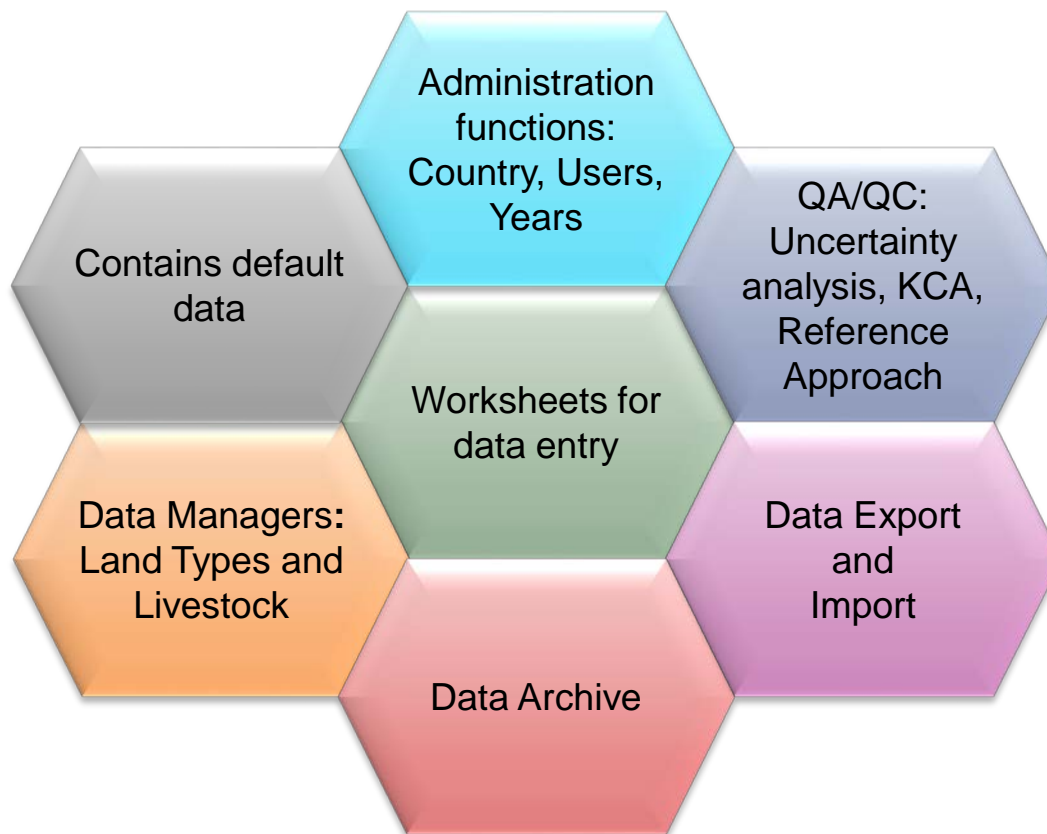 Administration
functions:
Country, Users,
Years
Contains default
data
QA/QC:
Uncertainty
analysis, KCA,
Reference
Approach
Worksheets for
data entry
Data Managers:
Land Types and
Livestock
Data Export
and
Import
Data Archive